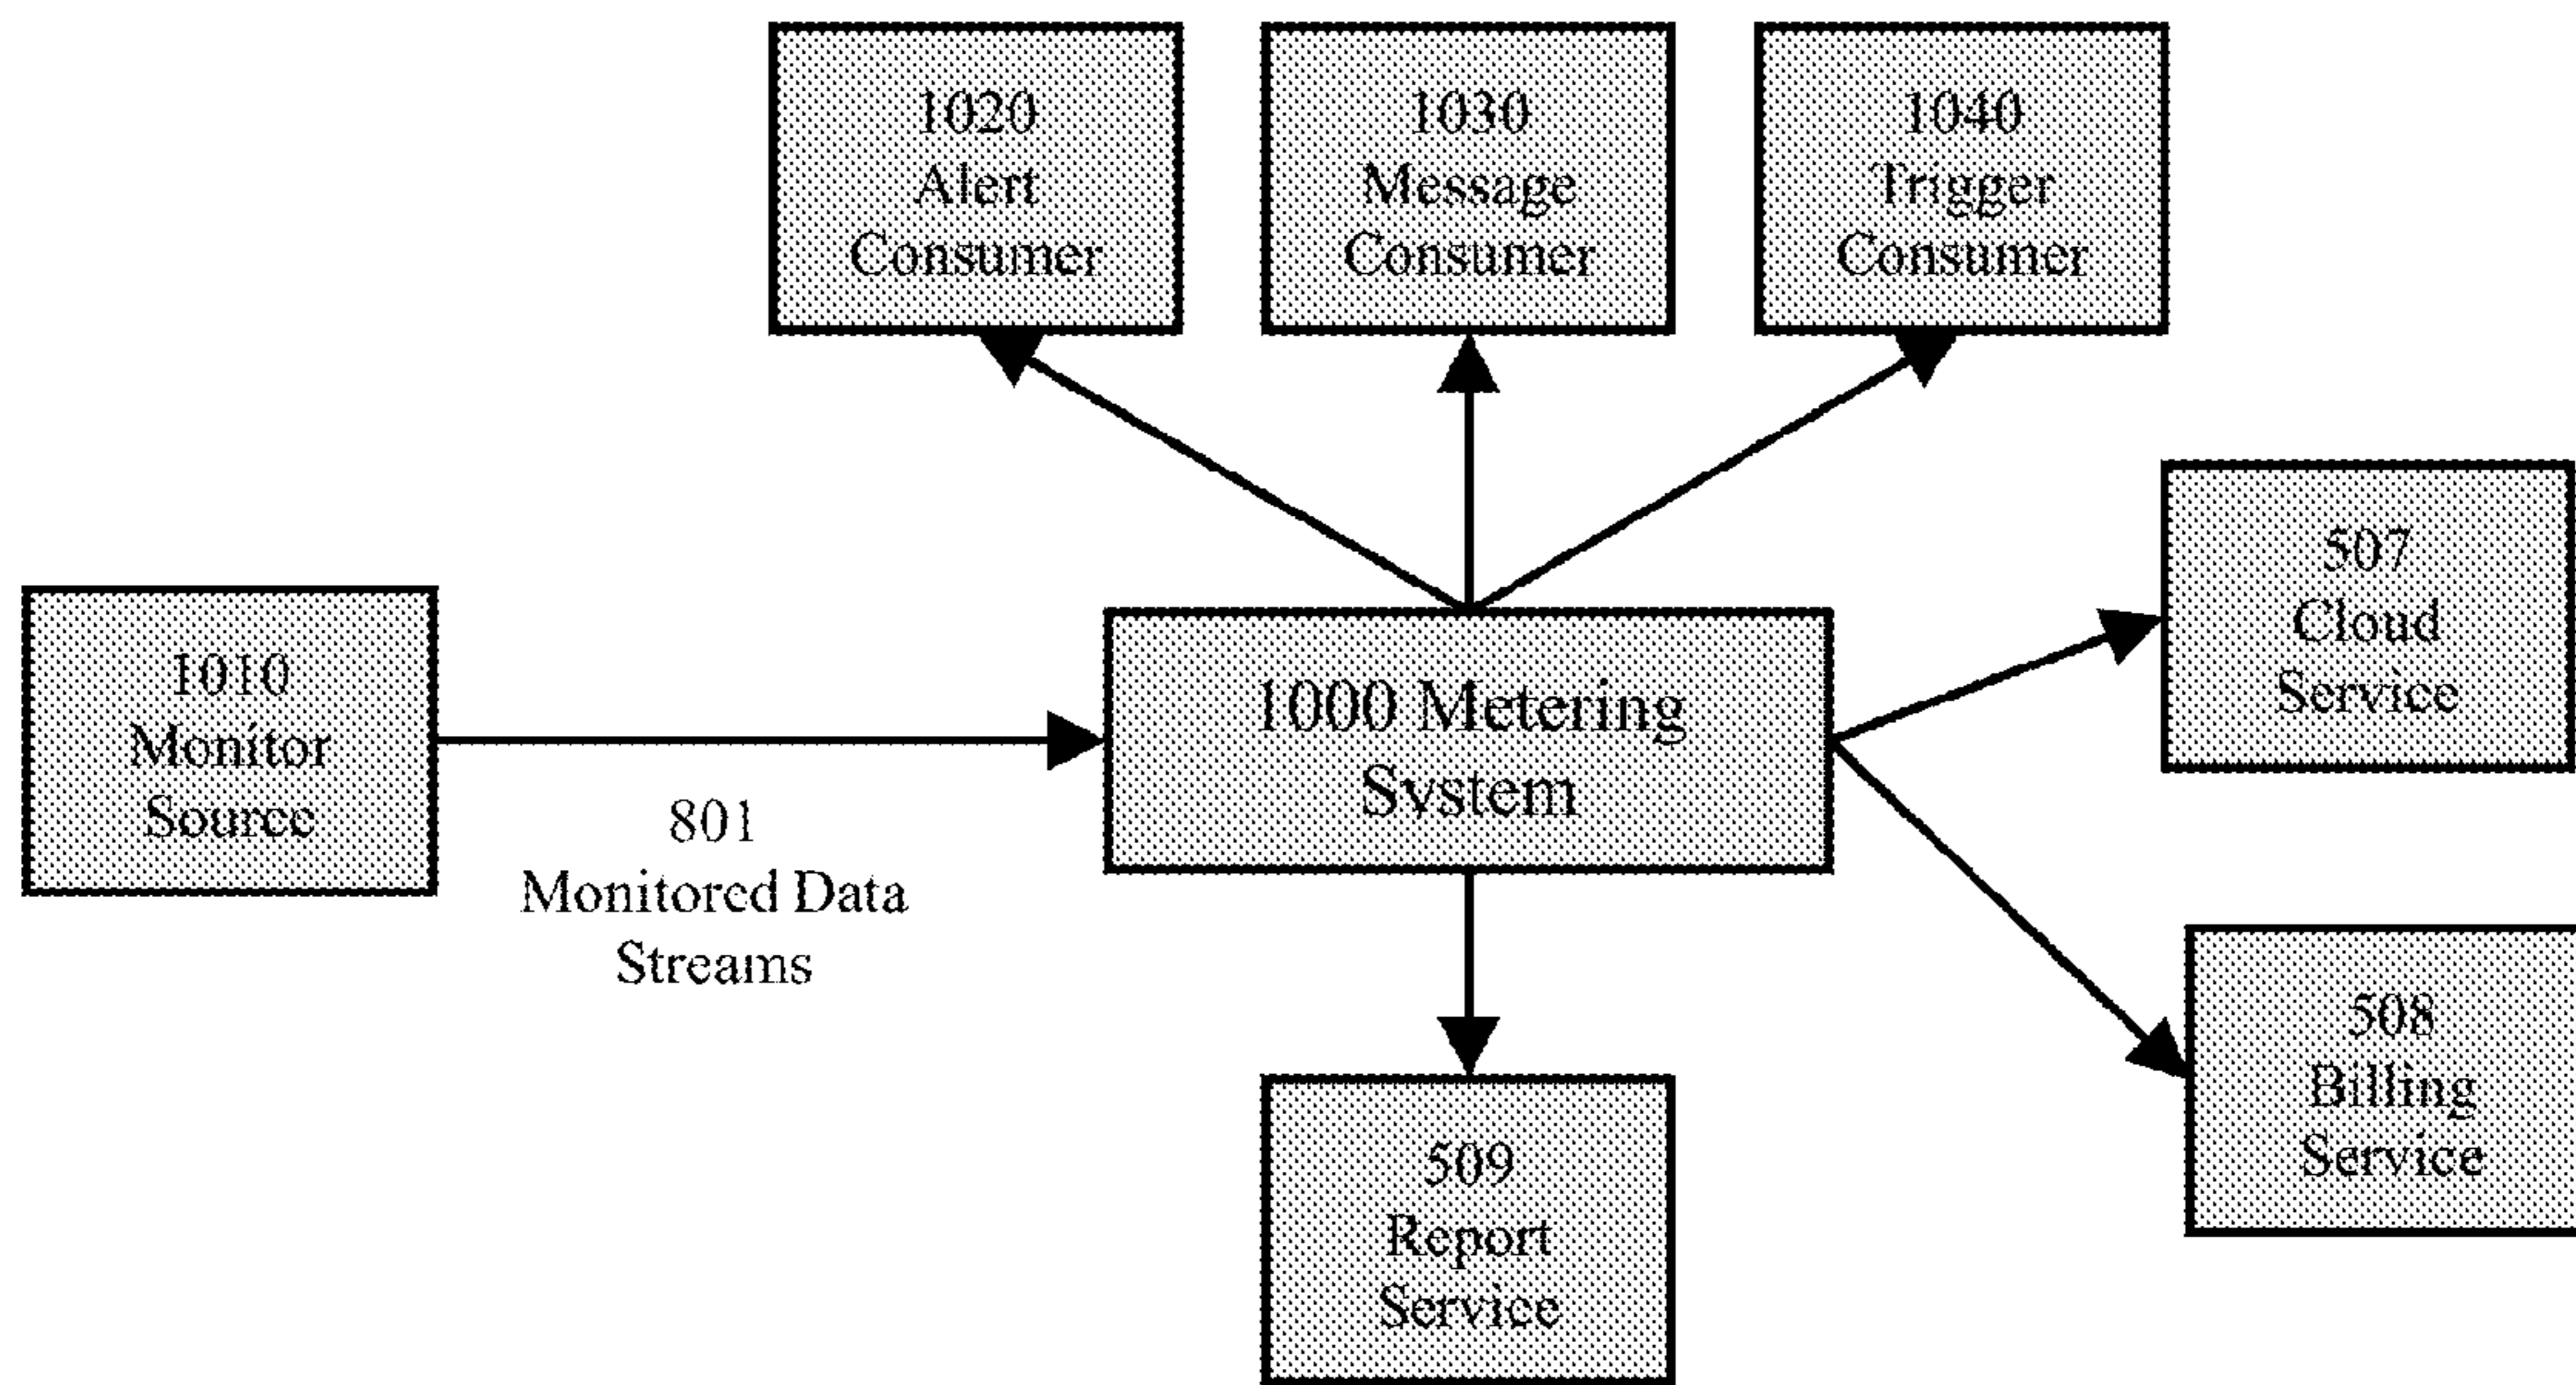 1020
Alert
Consumer
1030
Message
Consumer
1040
Trigger
Consumer
507
Cloud
Service
1010
Monitor
Source
801
Monitored Data
Streams
1000 Metering
System
508
Billing
Service
509
Report
Service